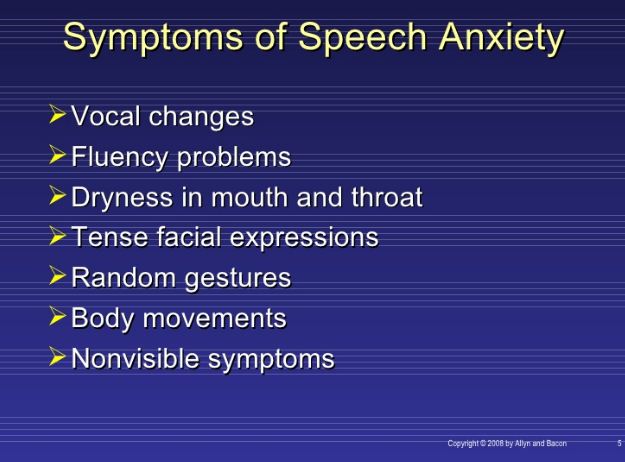 Symptoms of Speech Anxiety
Vocal changes
Fluency problems
Dryness in mouth and throat
Tense facial expressions
Random gestures
Body movements
Nonvisible symptoms
Copyright © 2008 by Allyn and Bacon 5